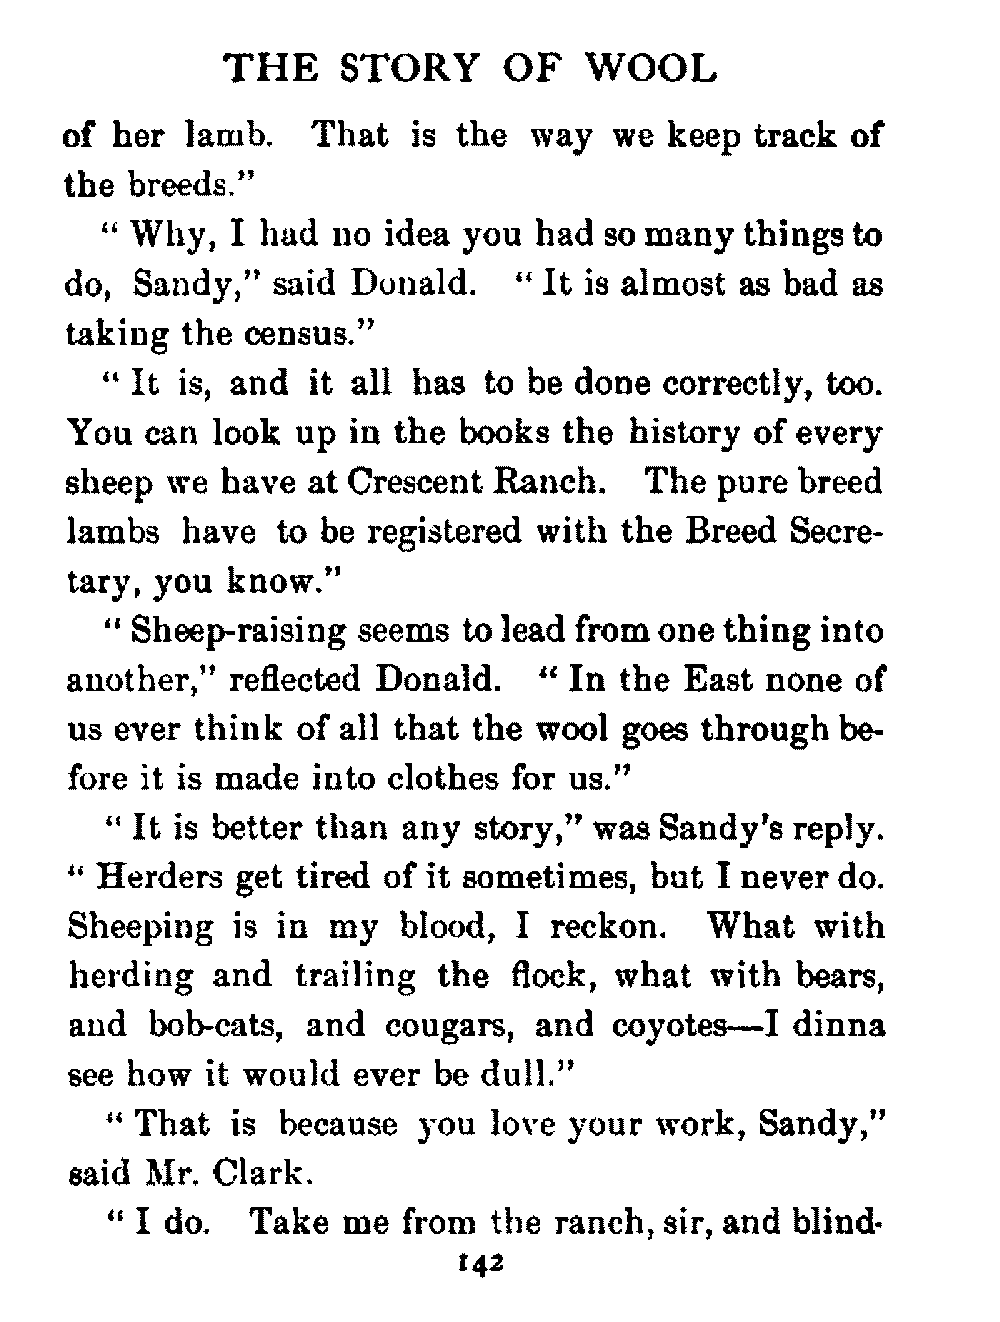 THE STORY OF WOOL
of her lamb. That is the way we keep track of
the breeds."
" Why, I had no idea you had so many things to
do, Sandy," said Donald. " It is almost as bad as
taking the census."
" It is, and it all has to be done correctly, too.
You can look up in the books the history of every
sheep we have at Crescent Ranch. The pure breed
lambs have to be registered with the Breed Secre-
tary, you know."
" Sheep-raising seems to lead from one thing into
another," reflected Donald. " In the East none of
us ever think of all that the wool goes through be-
fore it is made into clothes for us."
" It is better than any story," was Sandy's reply.
" Herders get tired of it sometimes, but I never do.
Sheeping is in my blood, I reckon. What with
herding and trailing the flock, what with bears,
and bob-cats, and cougars, and coyotes—I dinna
see how it would ever be dull."
" That is because you love your work, Sandy,"
said Mr. Clark.
" I do. Take me from the ranch, sir, and blind-
142